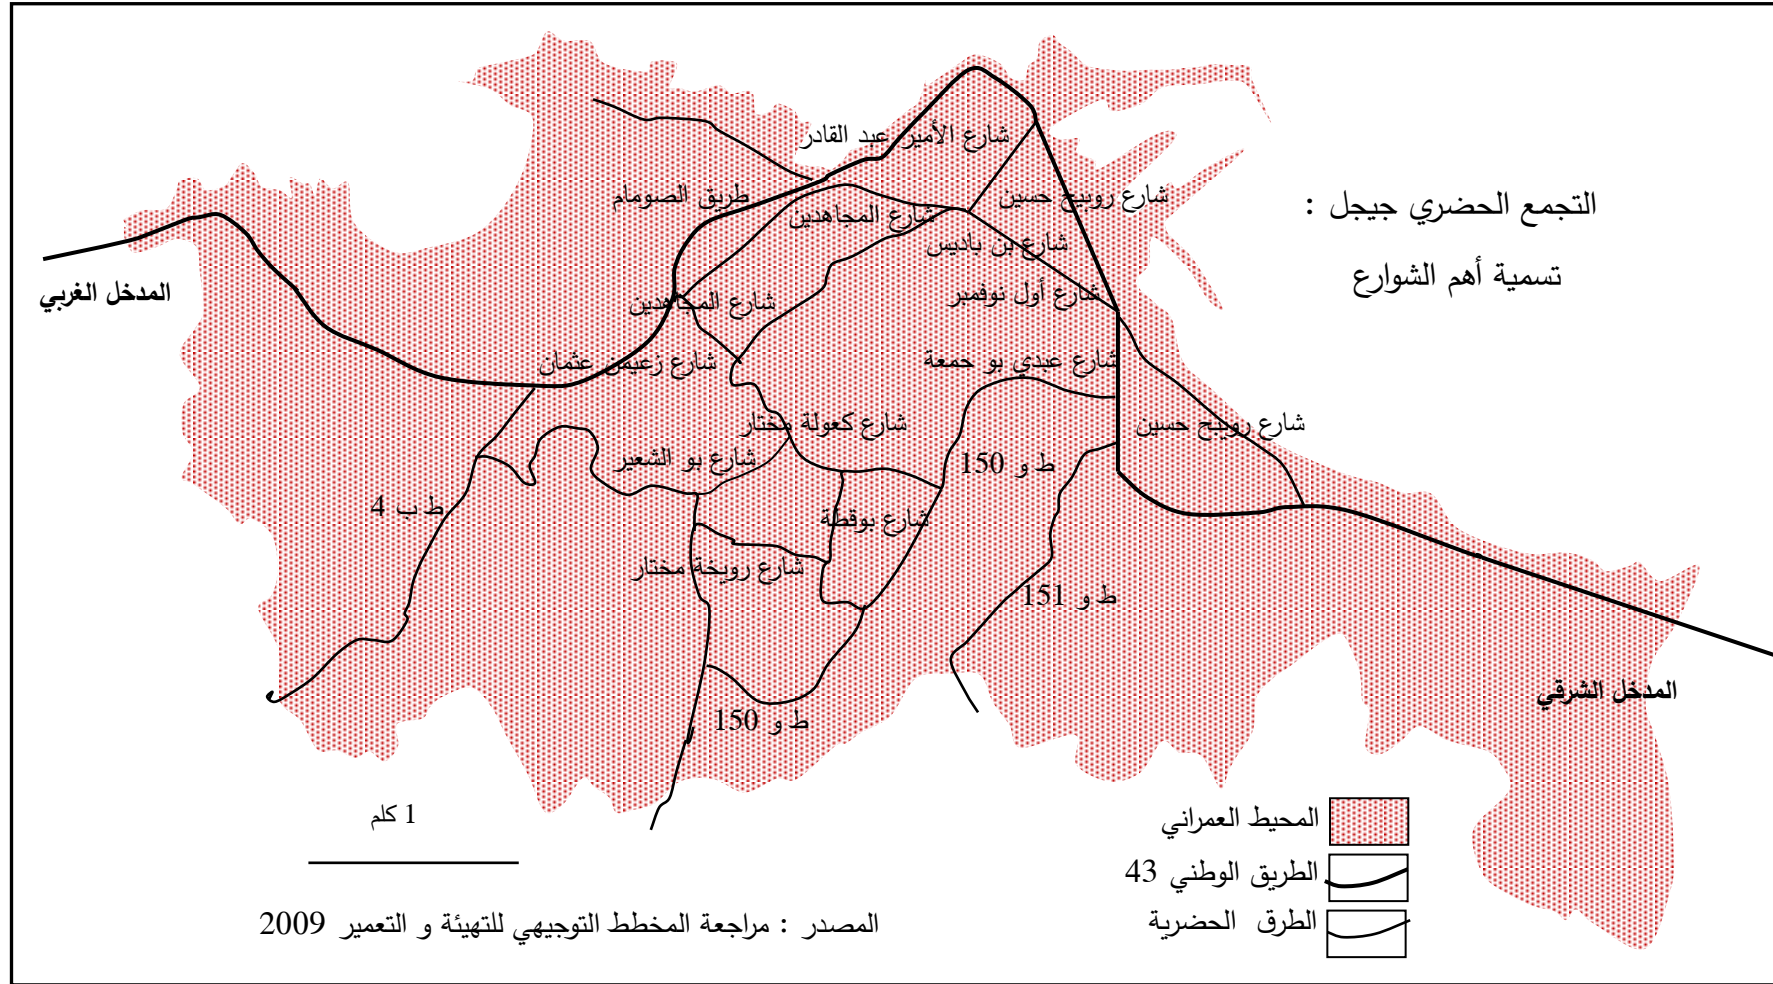 شارع الأمير عبد القادر
شارع رويبح حسين
طريق الصومام
شارع المجاهدين
التجمع الحضري جيجل :
تسمية أهم الشوارع
شارع بن باديس
شارع أول نوفمبر
المدخل الغربي
شارع المجاهدين
شارع زعيمن عثمان
شارع عبدي بو حمعة
شارع كعولة مختار
شارع رويبح حسين
شارع بو الشعير
ط و 150
ط ب 4
شارع بوقطة
شارع رويخة مختار
ط و 151
المدخل الشرقي
ط و 150
1 كلم
المحيط العمراني
الطريق الوطني 43
الطرق الحضرية
المصدر : مراجعة المخطط التوجيهي للتهيئة و التعمير 2009